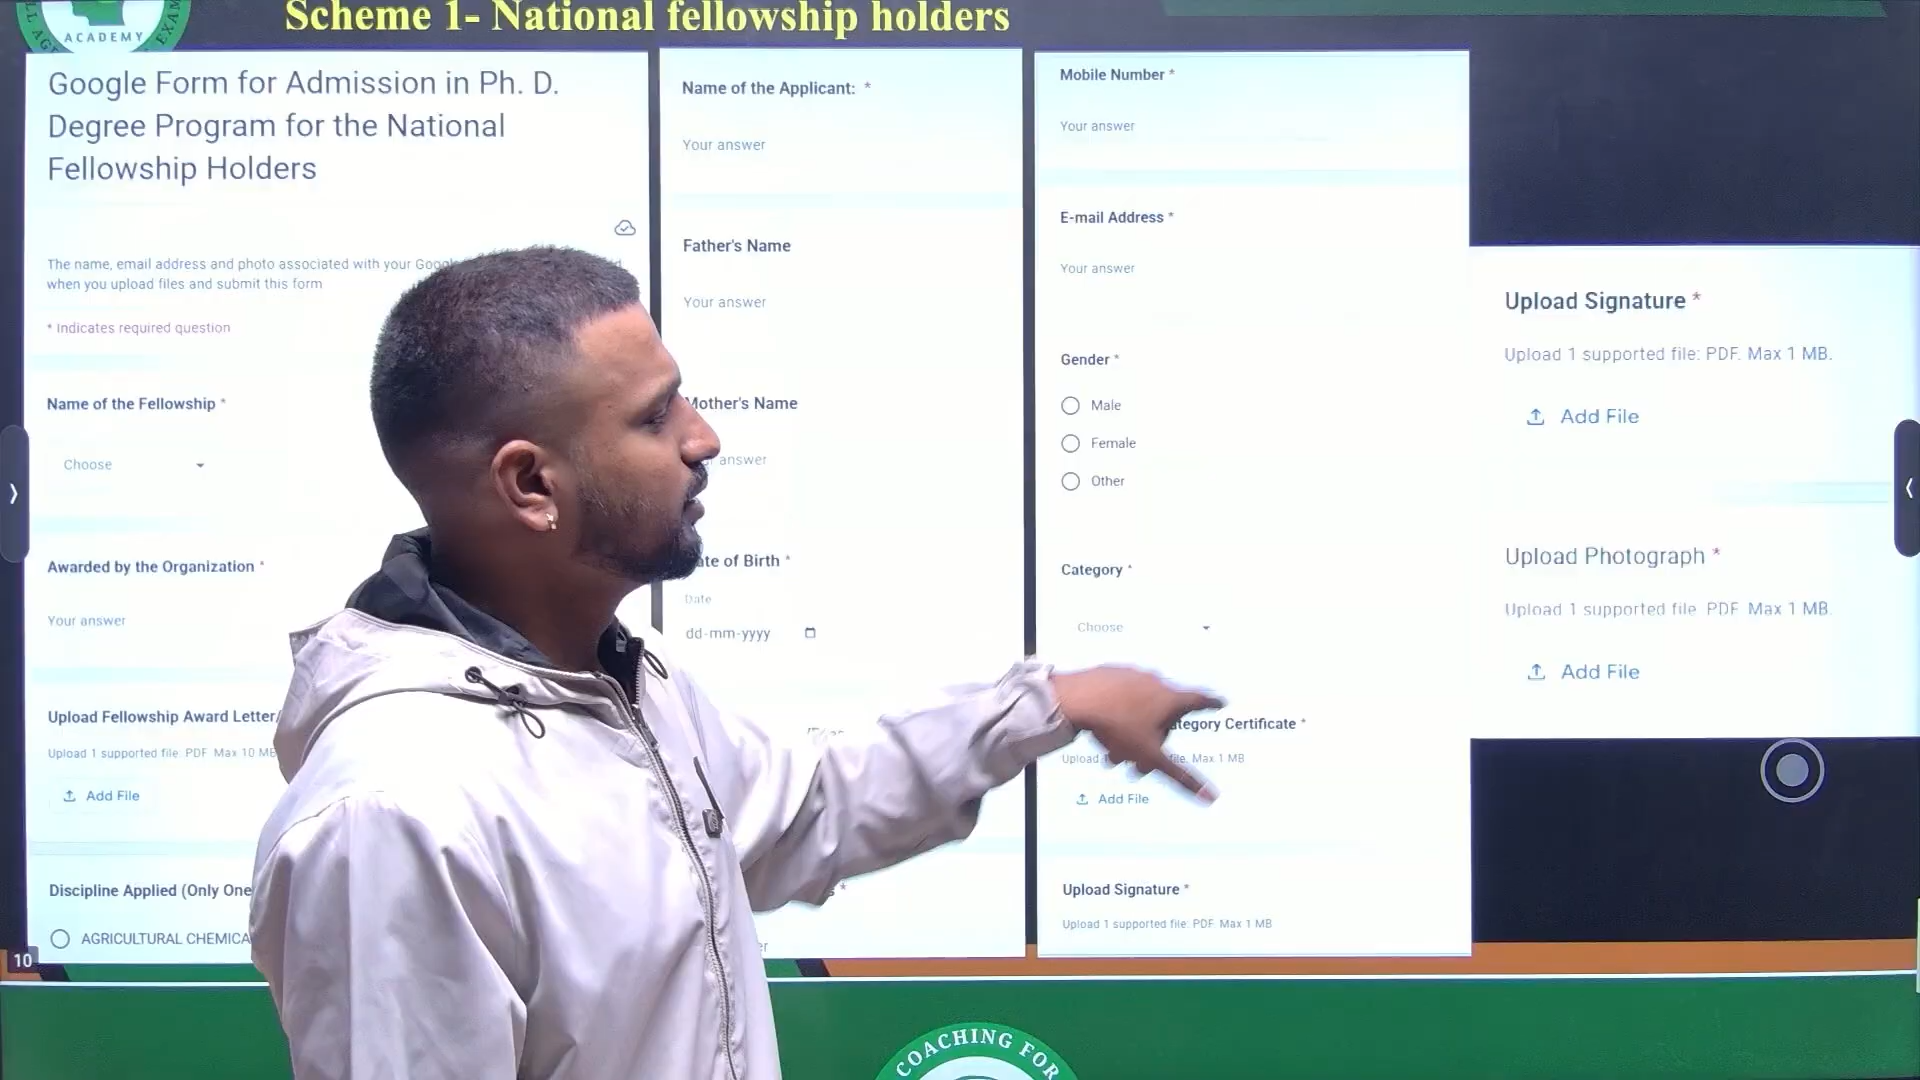 Scheme 1- National fellowship holders
ACADEMY
Google Form for Admission in Ph. D.
Degree Program for the National
Fellowship Holders
The name, email address and photo associated with your
when you upload files and submit this form
* Indicates required question
Name of the Fellowship *
Choose
Awarded by the Organization *
Your answer
Upload Fellowship Award Letter/
Upload 1 supported file: PDF. Max 10 MB
Add File
Discipline Applied (Only One
AGRICULTURAL
10
Name of the Applicant: *
Your answer
Father's Name
Your answer
Mother's Name
answer
of Birth *
Date
dd-mm-yyyy
Mobile Number *
Your answer
E-mail Address *
Your answer
Gender *
Male
Female
Other
Category *
Choose
Certificate *
Upload
file. Max 1 MB
Add File
Upload Signature *
Upload 1 supported file: PDF. Max 1 MB
Upload Signature *
Upload 1 supported file: PDF. Max 1 MB.
Add File
Upload Photograph *
Upload 1 supported file. PDF. Max 1 MB.
Add File
COACHING FOR